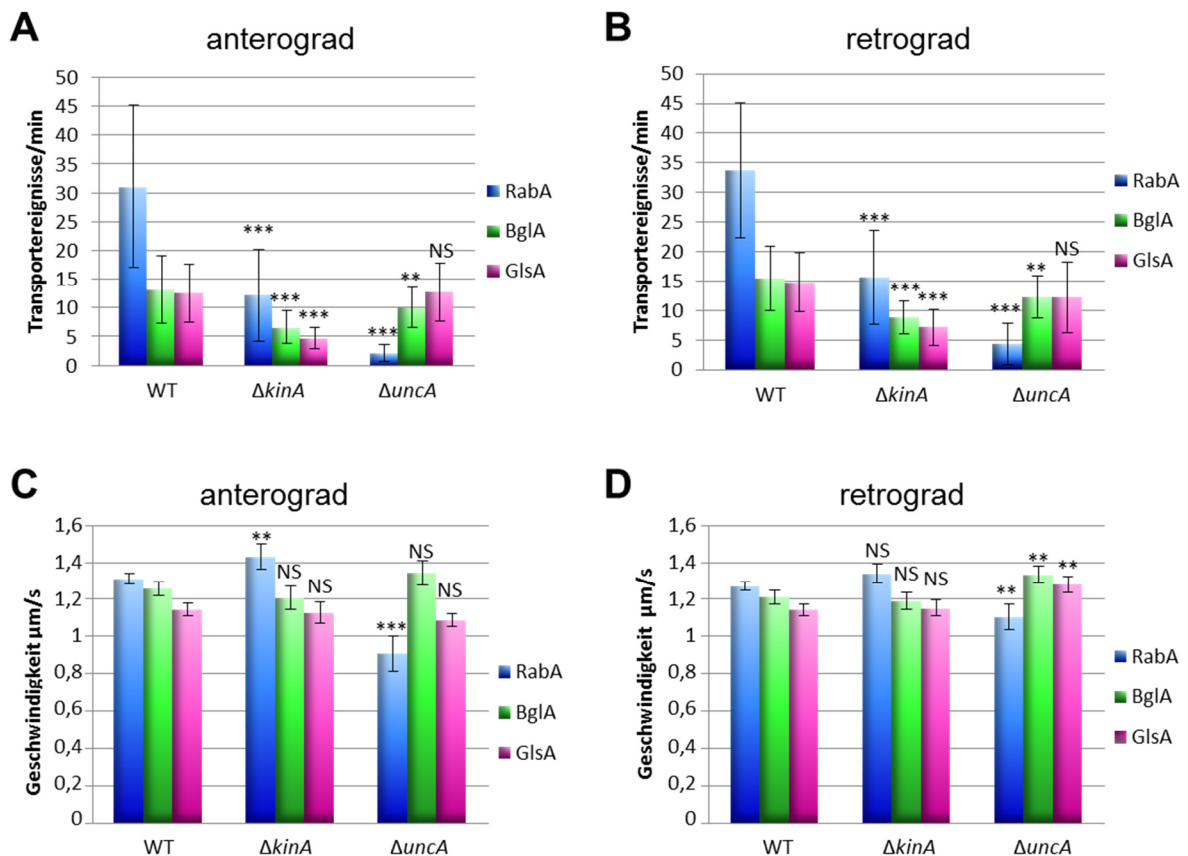 A
anterograd
Transportereignisse/min
50
45
40
35
30
25
20
15
10
5
0
***
***
***
***
**
NS
WT
ΔkinA
ΔuncA
RabA
BglA
GlsA
B
retrograd
Transportereignisse/min
50
45
40
35
30
25
20
15
10
5
0
***
***
***
***
**
NS
WT
ΔkinA
ΔuncA
RabA
BglA
GlsA
C
anterograd
Geschwindigkeit µm/s
1,6
1,4
1,2
1
0,8
0,6
0,4
0,2
0
**
NS
NS
***
NS
NS
WT
ΔkinA
ΔuncA
RabA
BglA
GlsA
D
retrograd
Geschwindigkeit µm/s
1,6
1,4
1,2
1
0,8
0,6
0,4
0,2
0
NS
NS
NS
**
**
**
WT
ΔkinA
ΔuncA
RabA
BglA
GlsA